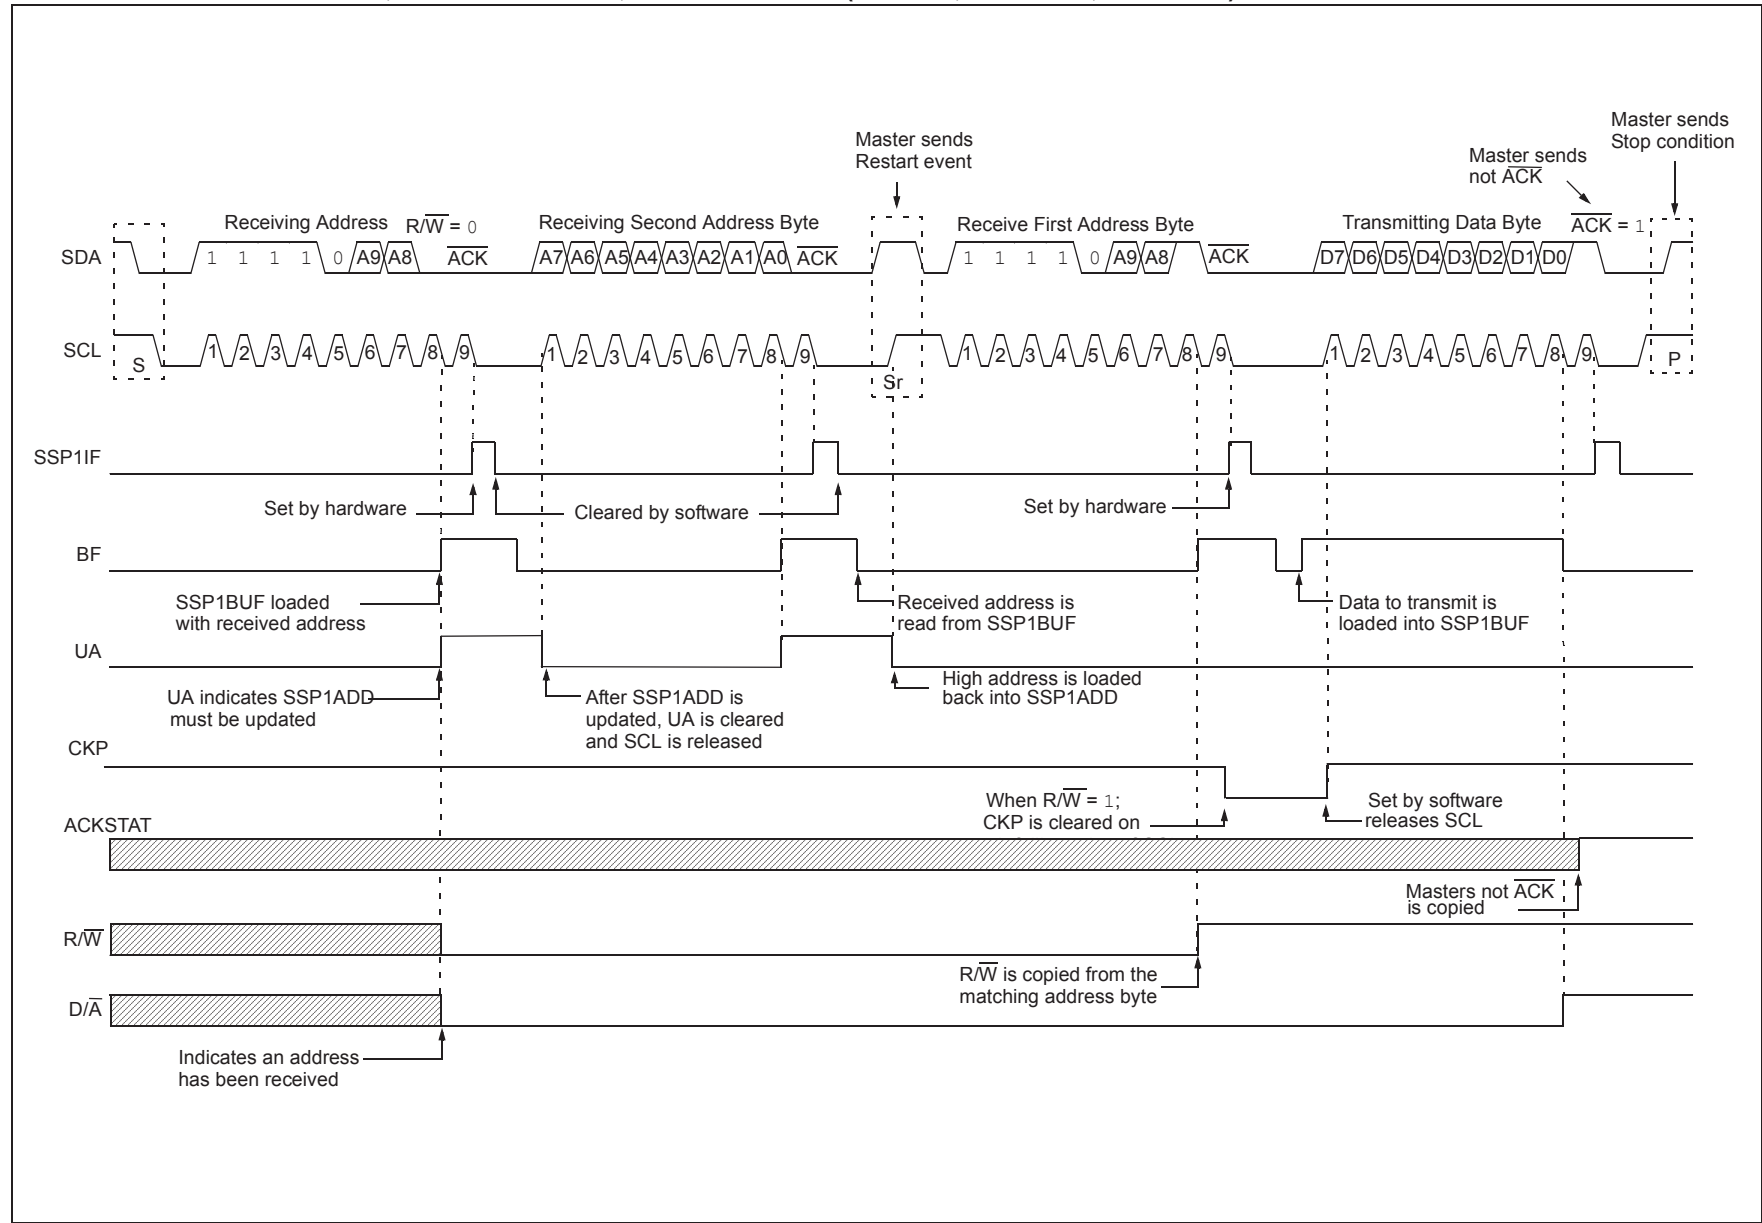 Master sends
Restart event
Master sends
not ACK
Master sends
Stop condition
Receiving Address R/W = 0
Receiving Second Address Byte
Receive First Address Byte
Transmitting Data Byte
ACK = 1
SDA
1 1 1 1 0 A9 A8 ACK
A7 A6 A5 A4 A3 A2 A1 A0 ACK
1 1 1 1 0 A9 A8 ACK
D7 D6 D5 D4 D3 D2 D1 D0
SCL
S
1 2 3 4 5 6 7 8 9
1 2 3 4 5 6 7 8 9
Sr
1 2 3 4 5 6 7 8 9
1 2 3 4 5 6 7 8 9
P
SSP1IF
Set by hardware
Cleared by software
Set by hardware
BF
SSP1BUF loaded
with received address
Received address is
read from SSP1BUF
Data to transmit is
loaded into SSP1BUF
UA
UA indicates SSP1ADD
must be updated
After SSP1ADD is
updated, UA is cleared
and SCL is released
High address is loaded
back into SSP1ADD
CKP
When R/W = 1;
CKP is cleared on
Set by software
releases SCL
ACKSTAT
Masters not ACK
is copied
R/W
R/W is copied from the
matching address byte
D/A
Indicates an address
has been received